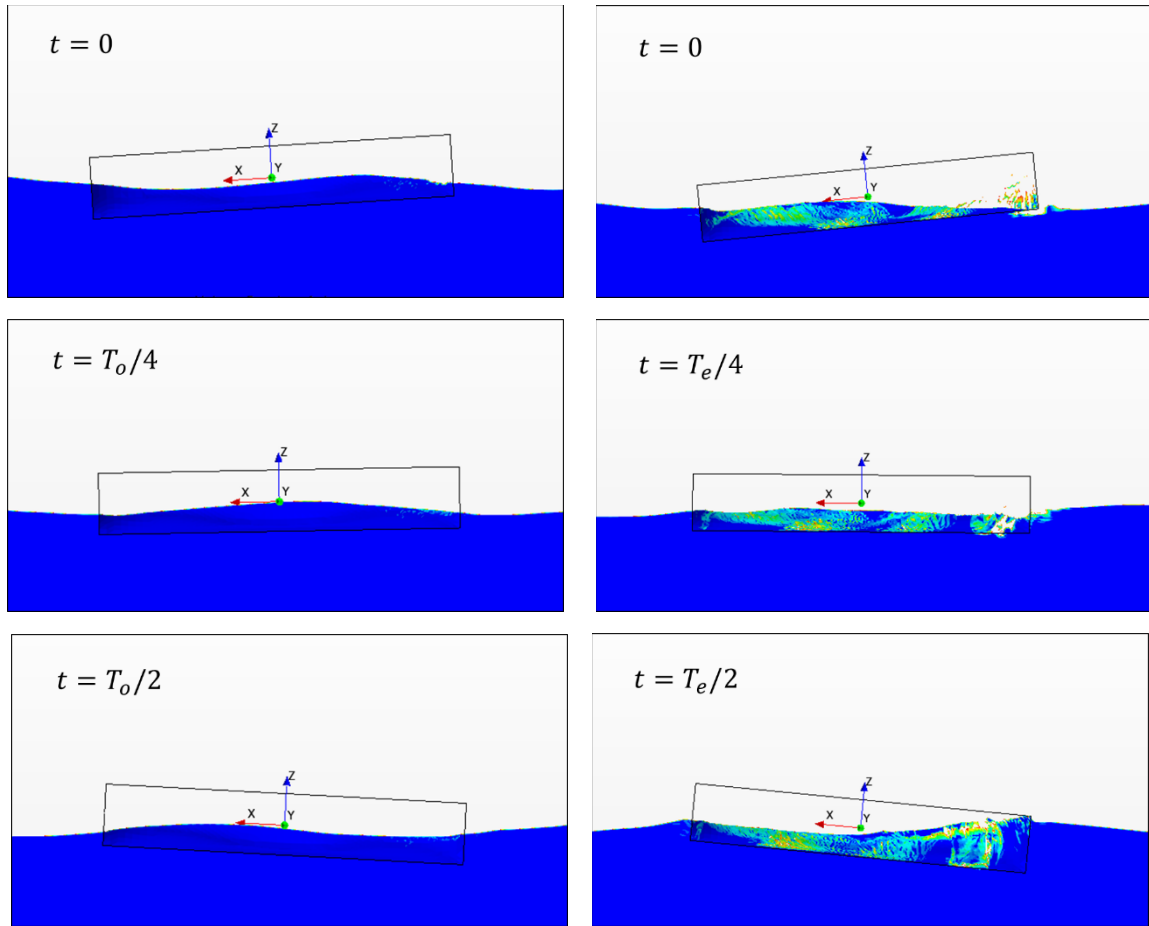 t = 0
Z
X
Y
t = 0
Z
X
Y
t = T_o/4
Z
X
Y
t = T_e/4
Z
X
Y
t = T_o/2
Z
X
Y
t = T_e/2
Z
X
Y